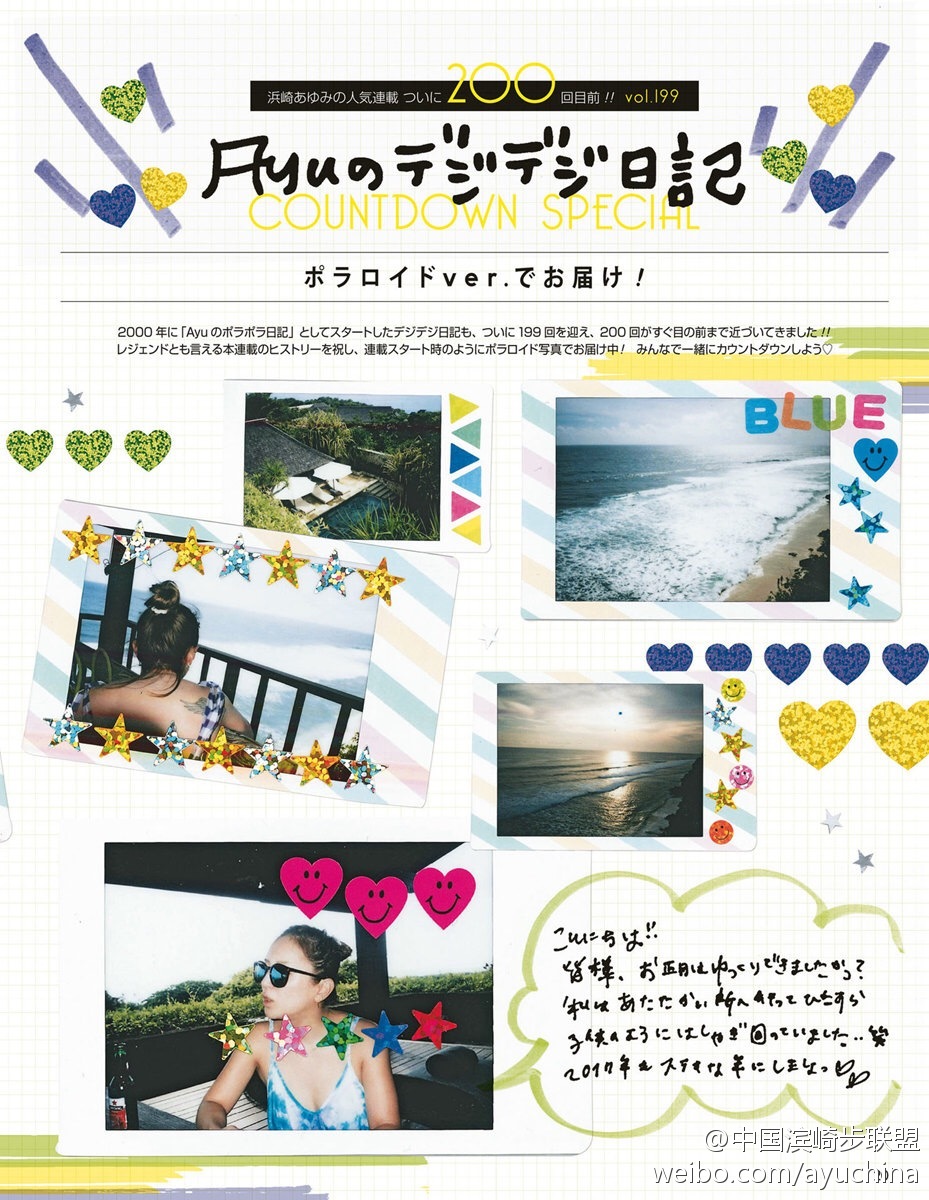 浜崎あゆみの人気連載 ついに 200 回目前!! vol.199
Ayuのデジデジ日記
COUNTDOWN SPECIAL
ポラロイドver.でお届け!
2000年に「Ayuのポラポラ日記」としてスタートしたデジデジ日記も、ついに199回を迎え、200回がすぐ目の前まで近づいてきました!!
レジェンドとも言える本連載のヒストリーを祝し、連載スタート時のようにポラロイド写真でお届け中! みんなで一緒にカウントダウンしよう♡
BLUE
こんにちは!!
皆様、お正月はゆっくりできましたかっ?
私はあたたかい所へ行ってひたすら
子供のようにはしゃぎ回っていました..笑
2017年もステキな年にしましょっ♡♡
@中国滨崎步联盟
weibo.com/ayuchina